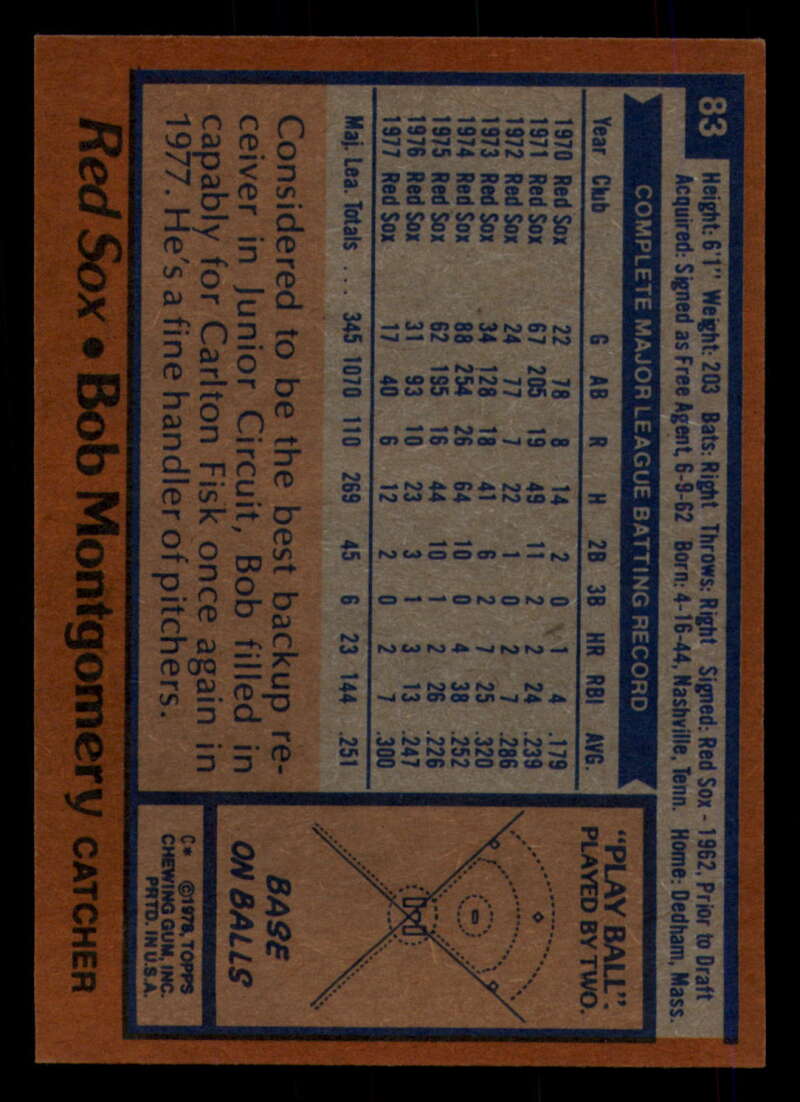 83
Height: 6'1" Weight: 203 Bats: Right Throws: Right Signed: Red Sox - 1962, Prior to Draft
Acquired: Signed as Free Agent, 6-9-62 Born: 4-16-44, Nashville, Tenn. Home: Dedham, Mass.
COMPLETE MAJOR LEAGUE BATTING RECORD
Year Club G AB R H 2B 3B HR RBI AVG.
1970 Red Sox 22 78 8 14 2 0 1 4 .179
1971 Red Sox 67 205 19 49 11 2 2 24 .239
1972 Red Sox 24 77 7 22 1 0 2 7 .286
1973 Red Sox 34 128 18 41 6 2 7 25 .320
1974 Red Sox 88 254 26 64 10 0 4 38 .252
1975 Red Sox 62 195 16 44 10 1 2 26 .226
1976 Red Sox 31 93 10 23 3 1 3 13 .247
1977 Red Sox 17 40 6 12 2 0 2 7 .300
Maj. Lea. Totals .... 345 1070 110 269 45 6 23 144 .251
Considered to be the best backup re-
ceiver in Junior Circuit, Bob filled in
capably for Carlton Fisk once again in
1977. He's a fine handler of pitchers.
"PLAY BALL":
PLAYED BY TWO.
BASE
ON BALLS
C* ©1978, TOPPS
CHEWING GUM, INC.
PRTD. IN U.S.A.
Red Sox • Bob Montgomery CATCHER